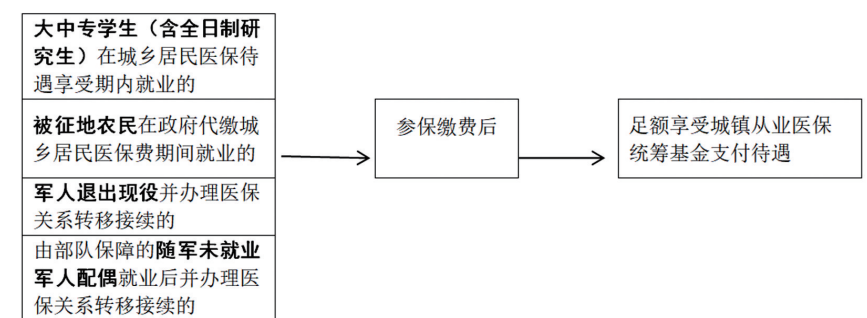 大中专学生（含全日制研
究生）在城乡居民医保待
遇享受期内就业的
被征地农民在政府代缴城
乡居民医保费期间就业的
军人退出现役并办理医保
关系转移接续的
由部队保障的随军未就业
军人配偶就业后并办理医
保关系转移接续的
参保缴费后
足额享受城镇从业医保
统筹基金支付待遇